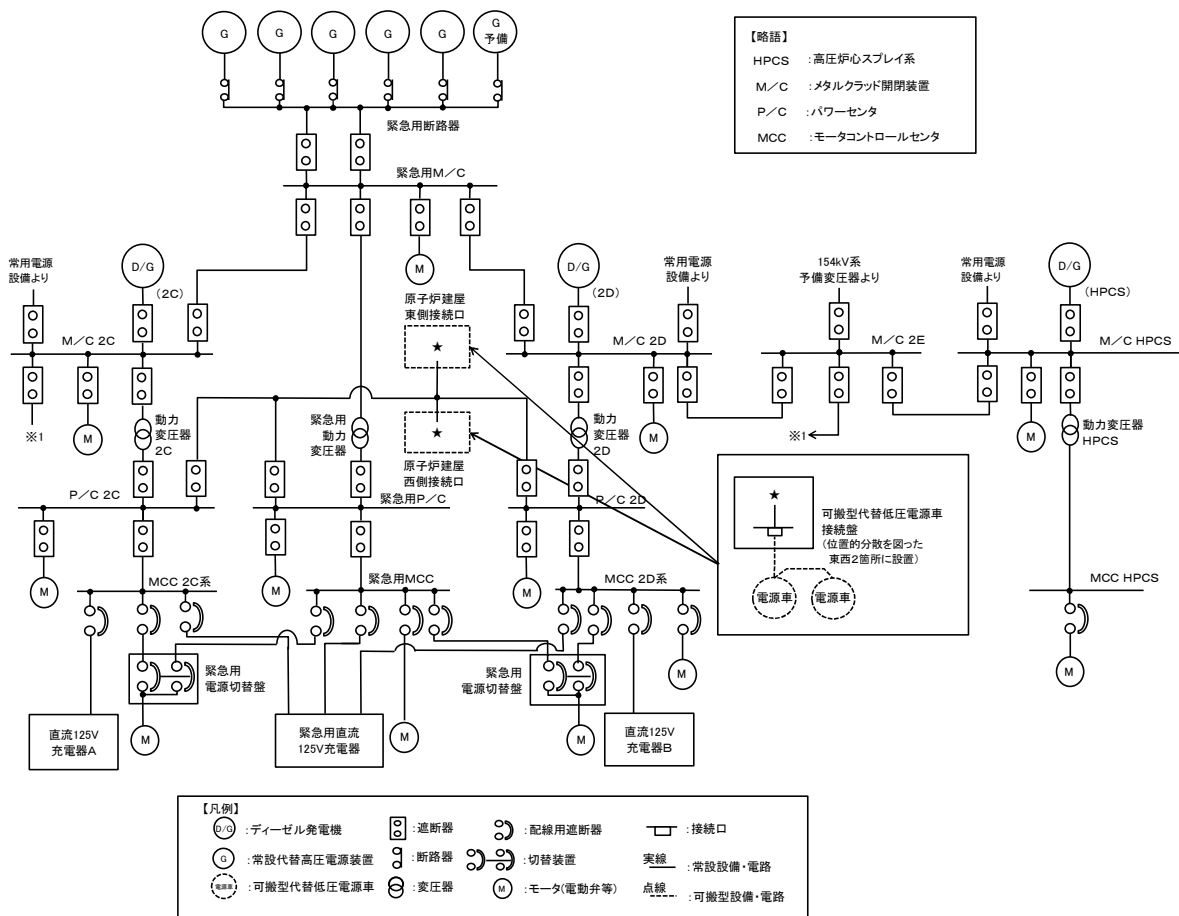 G
G
G
G
G
G
予備
緊急用断路器
緊急用M/C
【略語】
HPCS :高圧炉心スプレイ系
M/C :メタルクラッド開閉装置
P/C :パワーセンタ
MCC :モータコントロールセンタ
常用電源
設備より
D/G
(2C)
M
原子炉建屋
東側接続口
★
D/G
(2D)
常用電源
設備より
154kV系
予備変圧器より
常用電源
設備より
D/G
(HPCS)
M/C 2C
M/C 2D
M/C 2E
M/C HPCS
※1
M
動力
変圧器
2C
緊急用
動力
変圧器
★
原子炉建屋
西側接続口
動力
変圧器
2D
M
※1
M
動力変圧器
HPCS
P/C 2C
緊急用P/C
P/C 2D
★
可搬型代替低圧電源車
接続盤
(位置的分散を図った
東西2箇所に設置)
電源車
電源車
M
M
M
MCC 2C系
緊急用MCC
MCC 2D系
MCC HPCS
緊急用
電源切替盤
緊急用
電源切替盤
M
M
直流125V
充電器A
M
緊急用直流
125V充電器
M
M
直流125V
充電器B
【凡例】
D/G :ディーゼル発電機
:遮断器
:配線用遮断器
:接続口
G :常設代替高圧電源装置
:断路器
:切替装置
実線 :常設設備・電路
電源車 :可搬型代替低圧電源車
:変圧器
M :モータ(電動弁等)
点線 :可搬型設備・電路